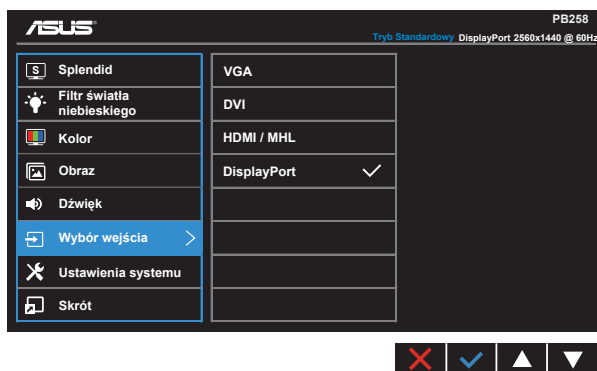 ASUS
PB258
Tryb Standardowy DisplayPort 2560x1440 @ 60Hz
S Splendid
Filtr światła
niebieskiego
Kolor
Obraz
Dźwięk
Wybór wejścia
Ustawienia systemu
Skrót
VGA
DVI
HDMI / MHL
DisplayPort